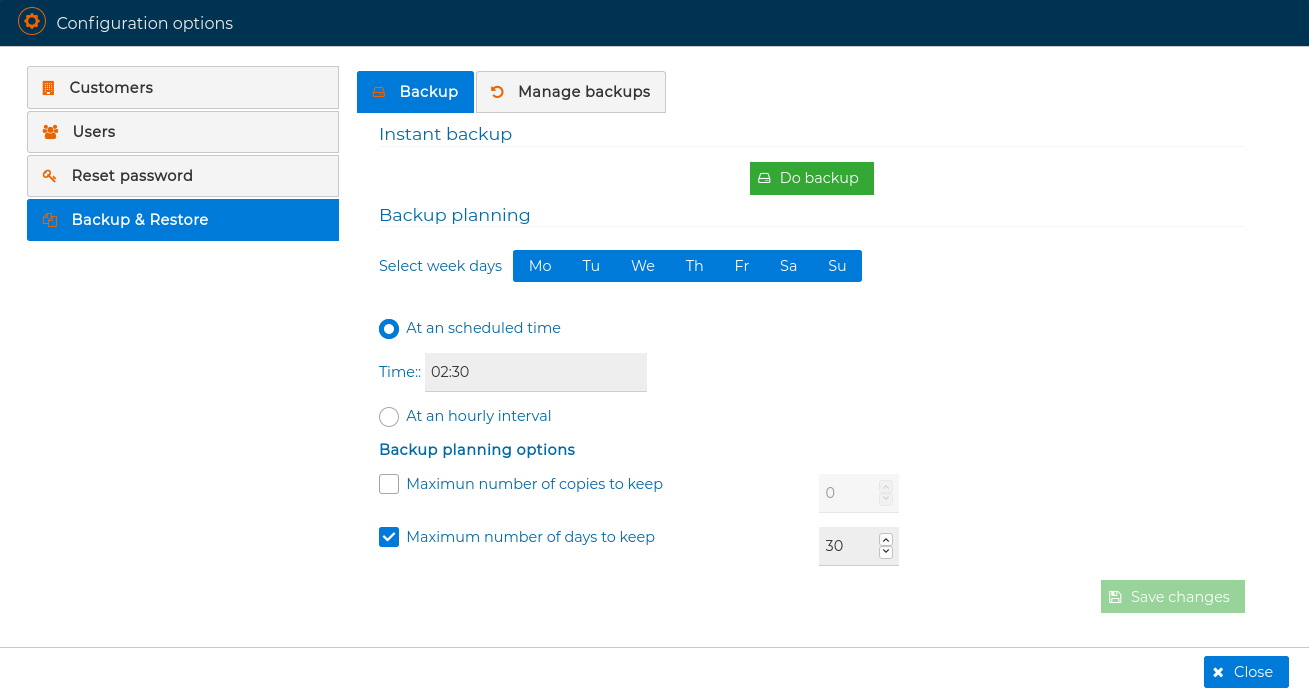 Configuration options
Customers
Users
Reset password
Backup & Restore
Backup Manage backups
Instant backup
Do backup
Backup planning
Select week days Mo Tu We Th Fr Sa Su
At an scheduled time
Time:: 02:30
At an hourly interval
Backup planning options
Maximun number of copies to keep 0
Maximum number of days to keep 30
Save changes
Close